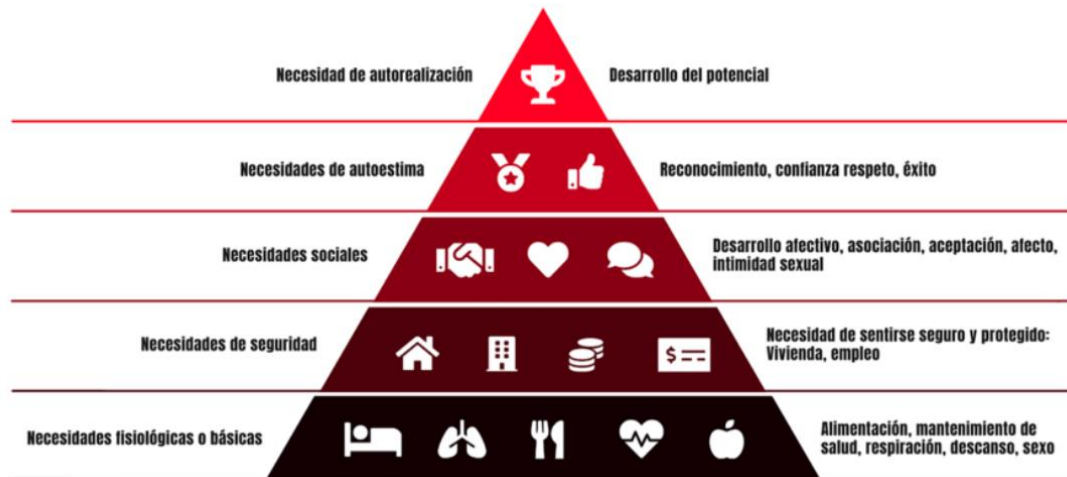 Necesidad de autorealización
Desarrollo del potencial
Necesidades de autoestima
Reconocimiento, confianza respeto, éxito
Necesidades sociales
Desarrollo afectivo, asociación, aceptación, afecto,
intimidad sexual
Necesidades de seguridad
$
Necesidad de sentirse seguro y protegido:
Vivienda, empleo
Necesidades fisiológicas o básicas
Alimentación, mantenimiento de
salud, respiración, descanso, sexo